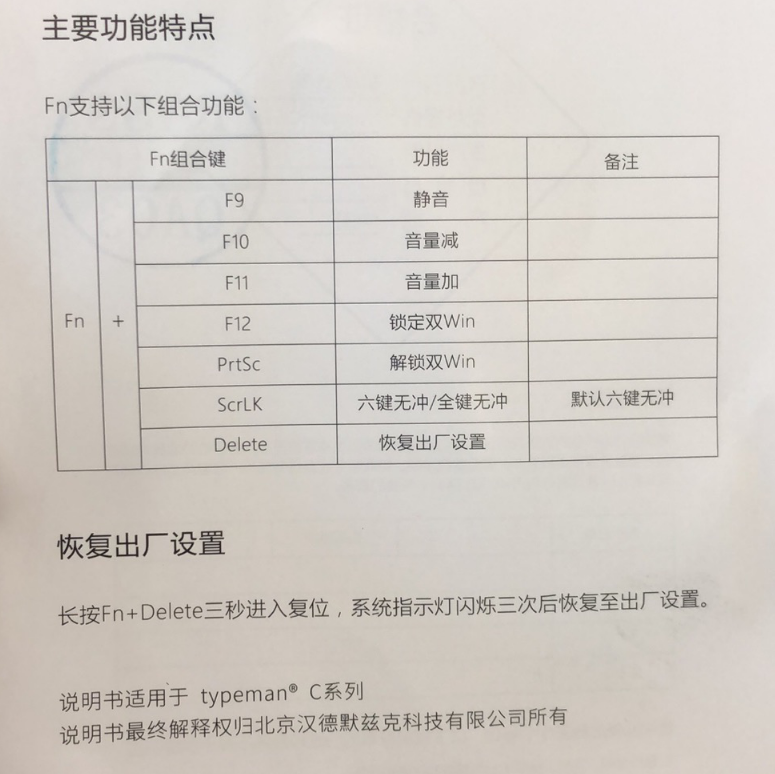 主要功能特点
Fn支持以下组合功能：
Fn组合键 功能 备注
F9 静音
F10 音量减
F11 音量加
Fn + F12 锁定双Win
PrtSc 解锁双Win
ScrLK 六键无冲/全键无冲 默认六键无冲
Delete 恢复出厂设置
恢复出厂设置
长按Fn+Delete三秒进入复位，系统指示灯闪烁三次后恢复至出厂设置。
说明书适用于 typeman® C系列
说明书最终解释权归北京汉德默兹克科技有限公司所有